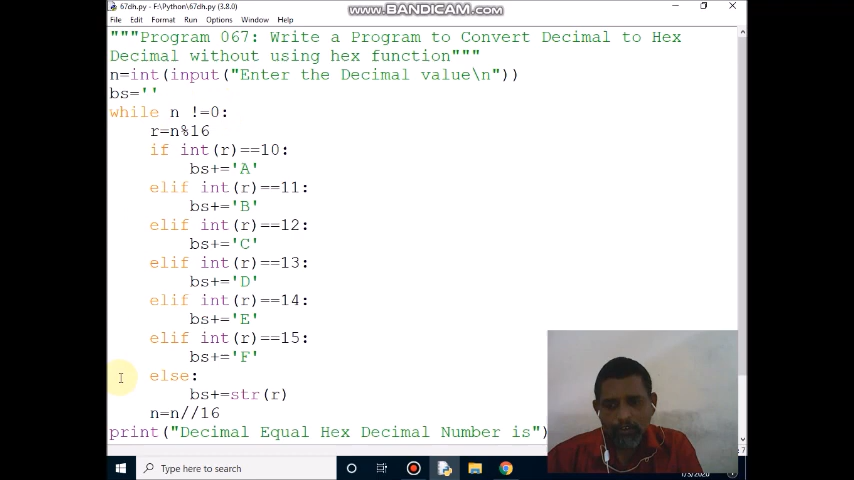 67dh.py - F:\Python\67dh.py (3.8.0)
www.BANDICAM.com
File Edit Format Run Options Window Help
"""Program 067: Write a Program to Convert Decimal to Hex
Decimal without using hex function"""
n=int(input("Enter the Decimal value\n"))
bs=''
while n !=0:
    r=n%16
    if int(r)==10:
        bs+='A'
    elif int(r)==11:
        bs+='B'
    elif int(r)==12:
        bs+='C'
    elif int(r)==13:
        bs+='D'
    elif int(r)==14:
        bs+='E'
    elif int(r)==15:
        bs+='F'
    else:
        bs+=str(r)
    n=n//16
print("Decimal Equal Hex Decimal Number is")
Type here to search